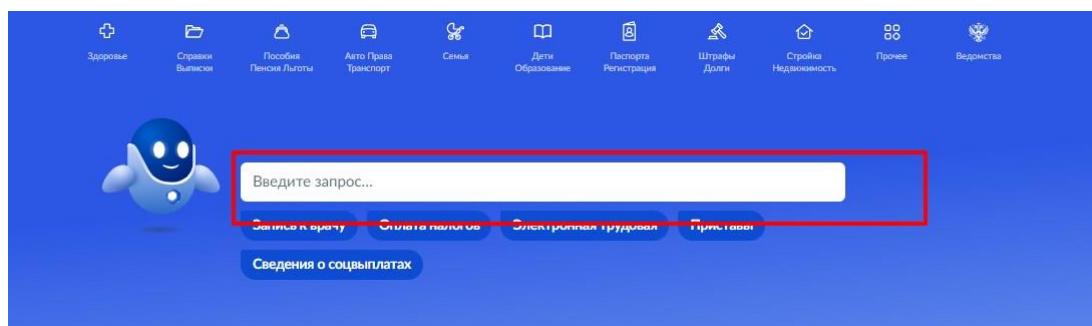 Здоровье
Справки
Выписки
Пособия
Пенсия Льготы
Авто Права
Транспорт
Семья
Дети
Образование
Паспорта
Регистрация
Штрафы
Долги
Стройка
Недвижимость
Прочее
Ведомства
Введите запрос...
Запись к врачу Оплата налогов Электронная трудовая Приставы
Сведения о соцвыплатах